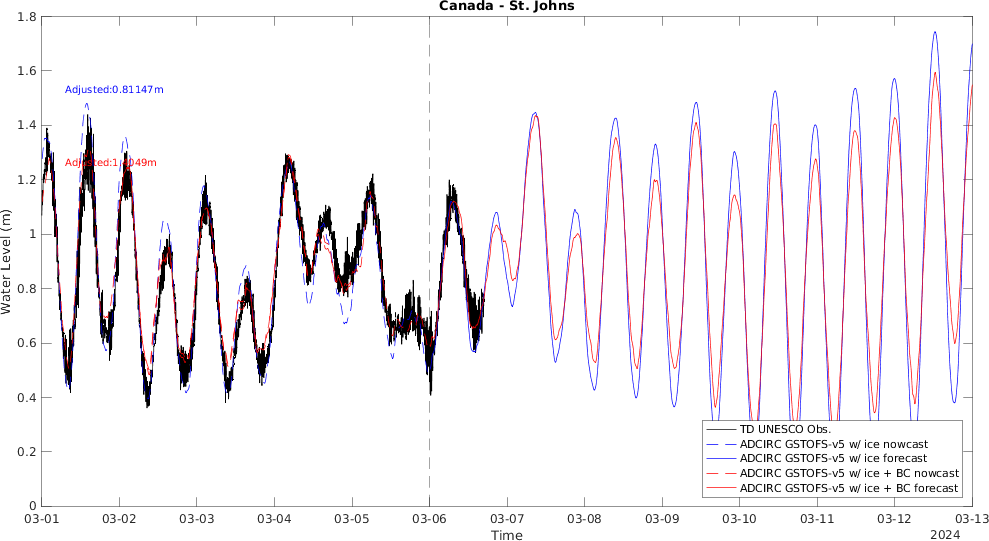 Canada - St. Johns
1.8
1.6
1.4
1.2
1
0.8
0.6
0.4
0.2
0
Water Level (m)
Adjusted:0.81147m
TD UNESCO Obs.
ADCIRC GSTOFS-v5 w/ ice nowcast
ADCIRC GSTOFS-v5 w/ ice forecast
ADCIRC GSTOFS-v5 w/ ice + BC nowcast
ADCIRC GSTOFS-v5 w/ ice + BC forecast
03-01 03-02 03-03 03-04 03-05 03-06 03-07 03-08 03-09 03-10 03-11 03-12 03-13
Time
2024